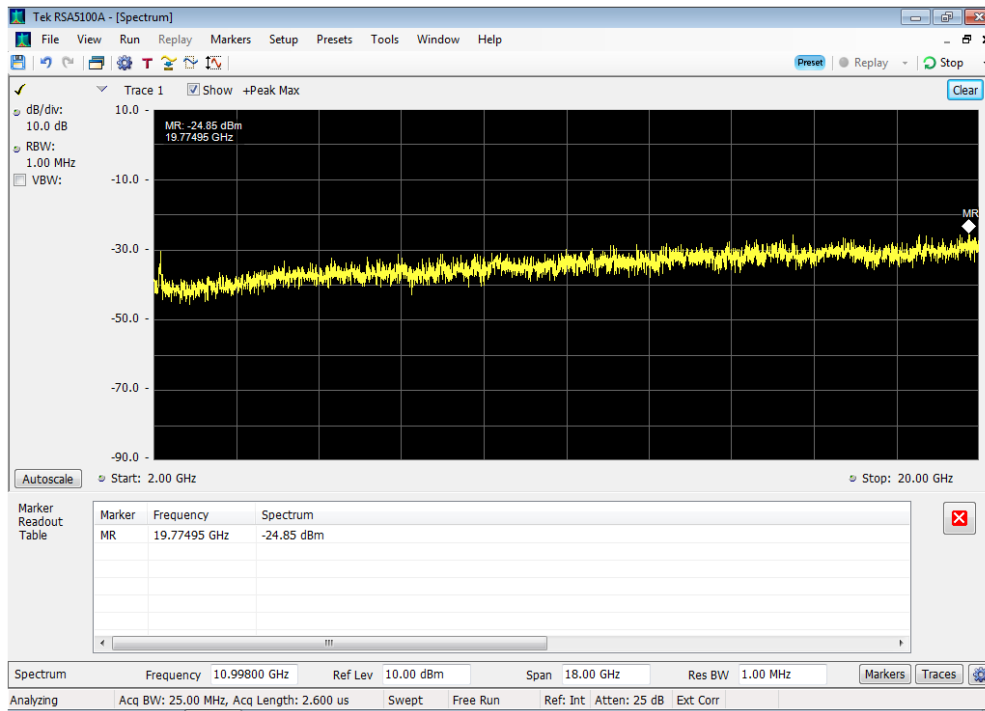 Tek RSA5100A - [Spectrum]
File View Run Replay Markers Setup Presets Tools Window Help
T Preset Replay Stop
Trace 1 Show +Peak Max Clear
dB/div:
10.0 dB
RBW:
1.00 MHz
VBW:
10.0
-10.0
-30.0
-50.0
-70.0
-90.0
MR: -24.85 dBm
19.77495 GHz
MR
Autoscale Start: 2.00 GHz Stop: 20.00 GHz
Marker
Readout
Table
Marker Frequency Spectrum
MR 19.77495 GHz -24.85 dBm
Spectrum Frequency 10.99800 GHz Ref Lev 10.00 dBm Span 18.00 GHz Res BW 1.00 MHz Markers Traces
Analyzing Acq BW: 25.00 MHz, Acq Length: 2.600 us Swept Free Run Ref: Int Atten: 25 dB Ext Corr